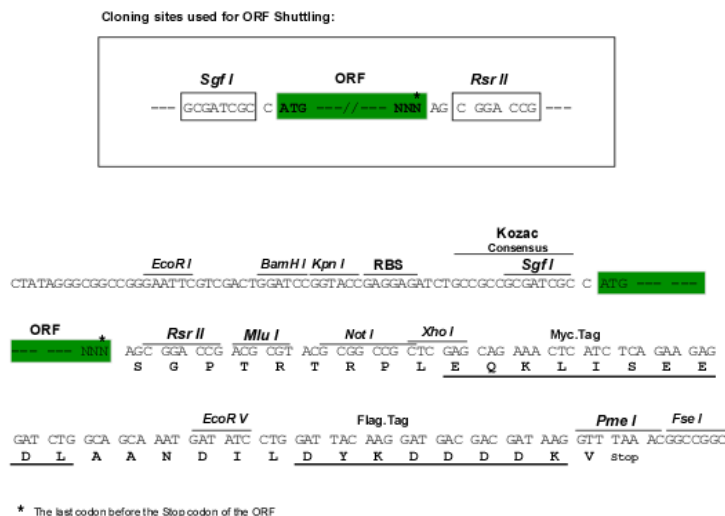 Cloning sites used for ORF Shuttling:
Sgf I ORF Rsr II
--- GCGATCGC C ATG ---//--- NNN* AG C GGA CCG ---
Kozac
Consensus
EcoR I BamH I Kpn I RBS Sgf I
CTATAGGGCGGCCGGGAATTCGTCGACTGGATCCGGTACCGAGGAGATCTGCCGCCGCGATCGC C ATG --- ---
ORF Rsr II Mlu I Not I Xho I Myc.Tag
--- --- NNN* AGC GGA CCG ACG CGT ACG CGG CCG CTC GAG CAG AAA CTC ATC TCA GAA GAG
S G P T R T R P L E Q K L I S E E
EcoR V Flag.Tag Pme I Fse I
GAT CTG GCA GCA AAT GAT ATC CTG GAT TAC AAG GAT GAC GAC GAT AAG GTT TAA ACGGCCGGC
D L A A N D I L D Y K D D D D K V Stop
* The last codon before the Stop codon of the ORF